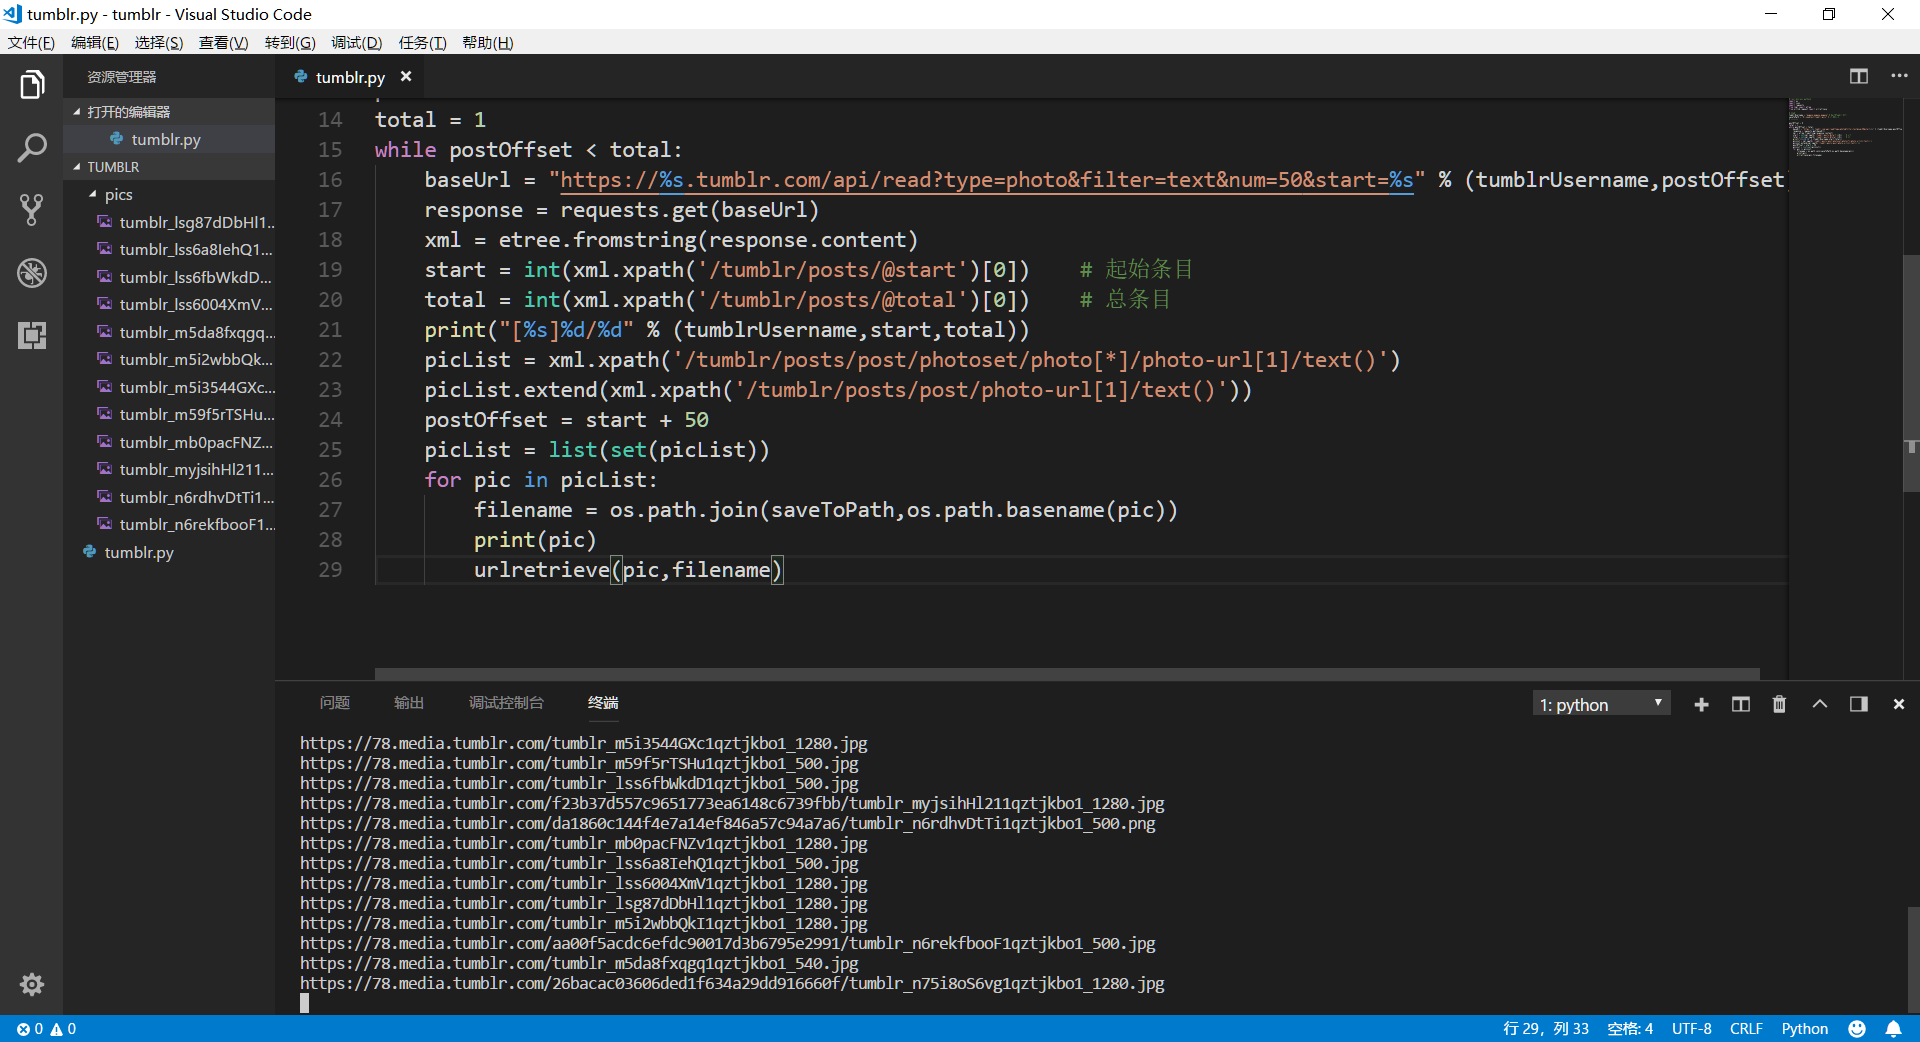 tumblr.py - tumblr - Visual Studio Code
文件(F) 编辑(E) 选择(S) 查看(V) 转到(G) 调试(D) 任务(T) 帮助(H)
资源管理器
打开的编辑器
tumblr.py
TUMBLR
pics
tumblr_lsg87dDbHl1...
tumblr_lss6a8IehQ1...
tumblr_lss6fbWkdD...
tumblr_lss6004XmV...
tumblr_m5da8fxqgq...
tumblr_m5i2wbbQk...
tumblr_m5i3544GXc...
tumblr_m59f5rTSHu...
tumblr_mb0pacFNZ...
tumblr_myjsihHl211...
tumblr_n6rdhvDtTi1...
tumblr_n6rekfbooF1...
tumblr.py
tumblr.py
14 total = 1
15 while postOffset < total:
16 baseUrl = "https://%s.tumblr.com/api/read?type=photo&filter=text&num=50&start=%s" % (tumblrUsername,postOffset)
17 response = requests.get(baseUrl)
18 xml = etree.fromstring(response.content)
19 start = int(xml.xpath('/tumblr/posts/@start')[0]) # 起始条目
20 total = int(xml.xpath('/tumblr/posts/@total')[0]) # 总条目
21 print("[%s]%d/%d" % (tumblrUsername,start,total))
22 picList = xml.xpath('/tumblr/posts/post/photoset/photo[*]/photo-url[1]/text()')
23 picList.extend(xml.xpath('/tumblr/posts/post/photo-url[1]/text()'))
24 postOffset = start + 50
25 picList = list(set(picList))
26 for pic in picList:
27 filename = os.path.join(saveToPath,os.path.basename(pic))
28 print(pic)
29 urlretrieve(pic,filename)
问题 输出 调试控制台 终端
1: python
https://78.media.tumblr.com/tumblr_m5i3544GXc1qztjkbo1_1280.jpg
https://78.media.tumblr.com/tumblr_m59f5rTSHu1qztjkbo1_500.jpg
https://78.media.tumblr.com/tumblr_lss6fbWkdD1qztjkbo1_500.jpg
https://78.media.tumblr.com/f23b37d557c9651773ea6148c6739fbb/tumblr_myjsihHl211qztjkbo1_1280.jpg
https://78.media.tumblr.com/da1860c144f4e7a14ef846a57c94a7a6/tumblr_n6rdhvDtTi1qztjkbo1_500.png
https://78.media.tumblr.com/tumblr_mb0pacFNZv1qztjkbo1_1280.jpg
https://78.media.tumblr.com/tumblr_lss6a8IehQ1qztjkbo1_500.jpg
https://78.media.tumblr.com/tumblr_lss6004XmV1qztjkbo1_1280.jpg
https://78.media.tumblr.com/tumblr_lsg87dDbHl1qztjkbo1_1280.jpg
https://78.media.tumblr.com/tumblr_m5i2wbbQkI1qztjkbo1_1280.jpg
https://78.media.tumblr.com/aa00f5acdc6efdc90017d3b6795e2991/tumblr_n6rekfbooF1qztjkbo1_500.jpg
https://78.media.tumblr.com/tumblr_m5da8fxqgq1qztjkbo1_540.jpg
https://78.media.tumblr.com/26bacac03606ded1f634a29dd916660f/tumblr_n75i8oS6vg1qztjkbo1_1280.jpg
0 0 行 29，列 33 空格: 4 UTF-8 CRLF Python